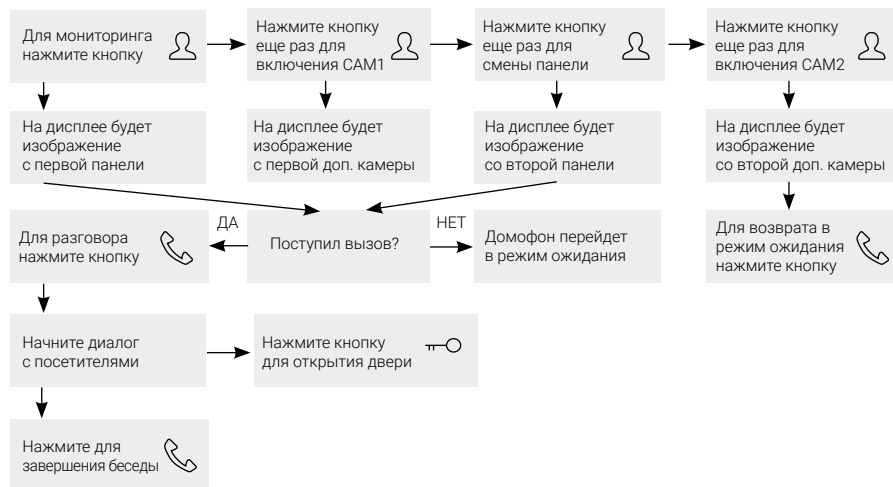 Для мониторинга
нажмите кнопку
Нажмите кнопку
еще раз для
включения CAM1
Нажмите кнопку
еще раз для
смены панели
Нажмите кнопку
еще раз для
включения CAM2
На дисплее будет
изображение
с первой панели
На дисплее будет
изображение
с первой доп. камеры
На дисплее будет
изображение
со второй панели
На дисплее будет
изображение
со второй доп. камеры
Для разговора
нажмите кнопку
ДА
Поступил вызов?
НЕТ
Домофон перейдет
в режим ожидания
Для возврата в
режим ожидания
нажмите кнопку
Начните диалог
с посетителями
Нажмите кнопку
для открытия двери
Нажмите для
завершения беседы